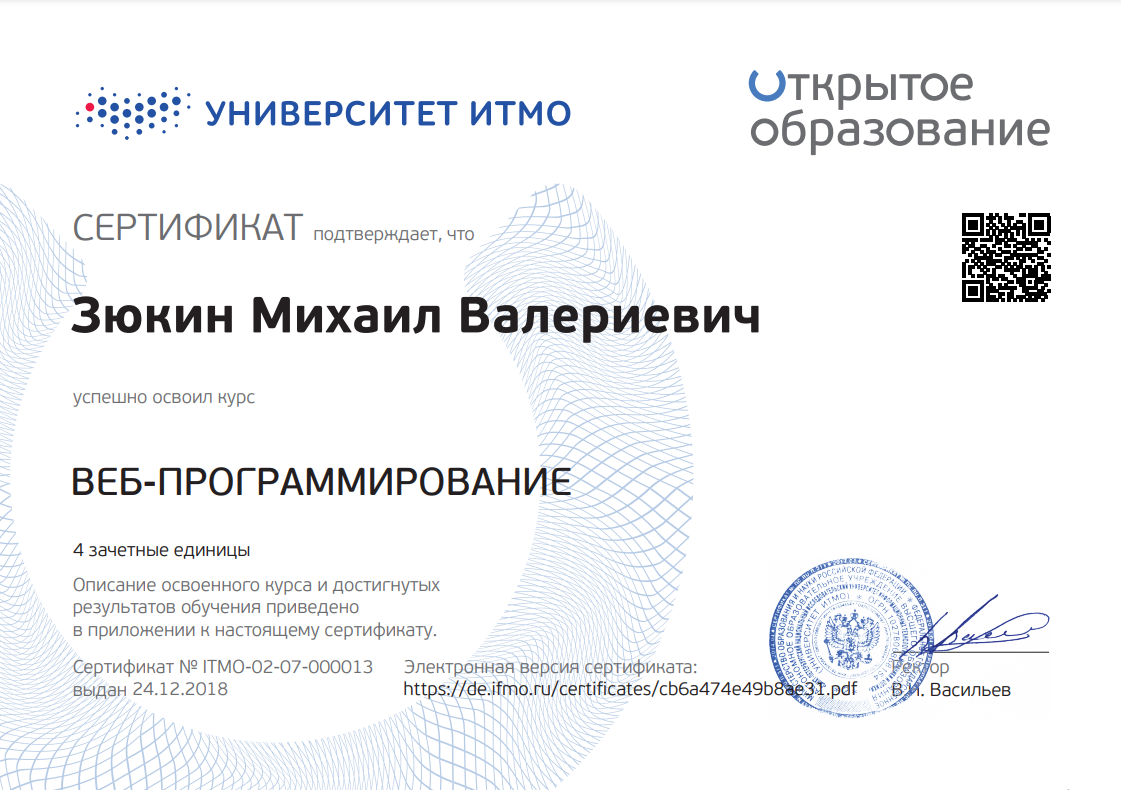 УНИВЕРСИТЕТ ИТМО
Открытое
образование
СЕРТИФИКАТ подтверждает, что
Зюкин Михаил Валериевич
успешно освоил курс
ВЕБ-ПРОГРАММИРОВАНИЕ
4 зачетные единицы
Описание освоенного курса и достигнутых
результатов обучения приведено
в приложении к настоящему сертификату.
Сертификат № ITMO-02-07-000013
выдан 24.12.2018
Электронная версия сертификата:
https://de.ifmo.ru/certificates/cb6a474e49b8ae31.pdf
Ректор
В.Н. Васильев